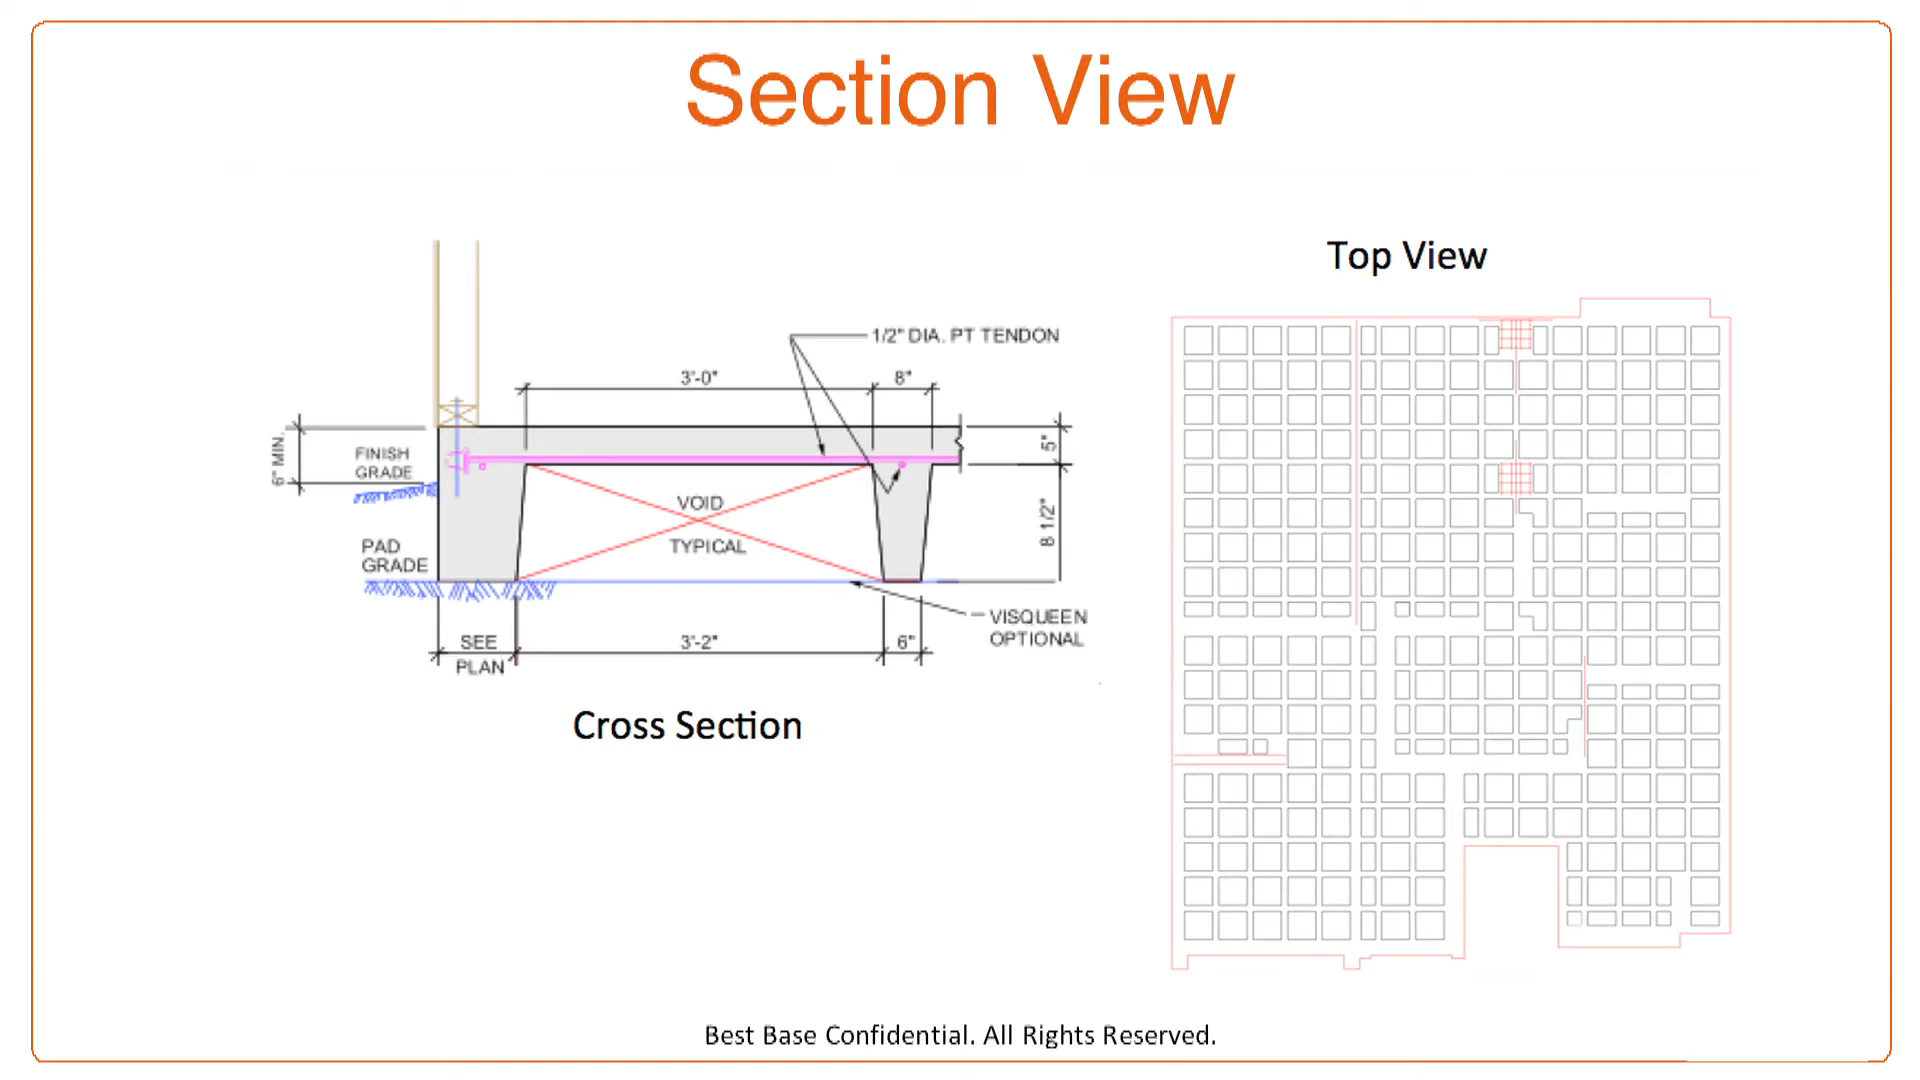 Section View
Top View
1/2" DIA. PT TENDON
3'-0"
8"
6" MIN.
FINISH
GRADE
5"
VOID
TYPICAL
8 1/2"
PAD
GRADE
VISQUEEN
OPTIONAL
SEE
PLAN
3'-2"
6"
Cross Section
Best Base Confidential. All Rights Reserved.